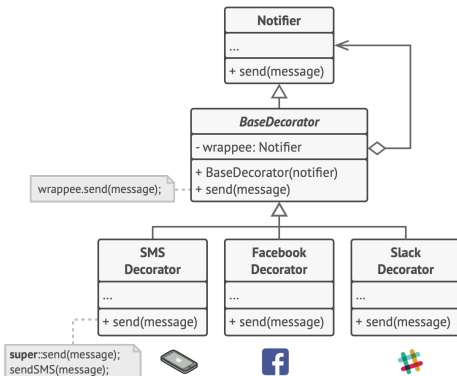 Notifier
...
+ send(message)
BaseDecorator
- wrappee: Notifier
+ BaseDecorator(notifier)
+ send(message)
wrappee.send(message);
SMS
Decorator
...
+ send(message)
Facebook
Decorator
...
+ send(message)
Slack
Decorator
...
+ send(message)
super::send(message);
sendSMS(message);